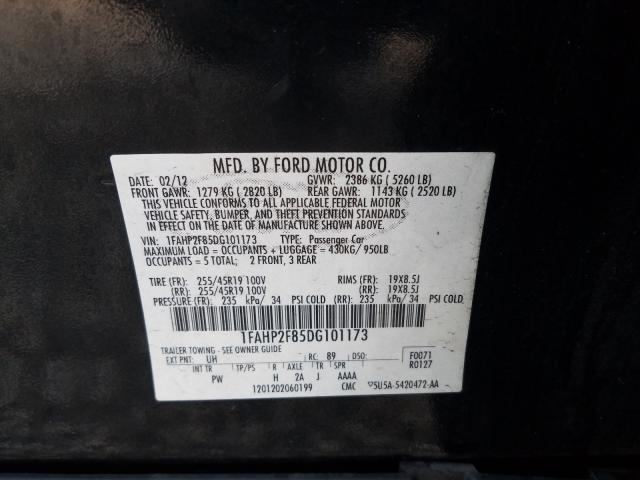 MFD. BY FORD MOTOR CO.
DATE: 02/12 GVWR: 2386 KG ( 5260 LB)
FRONT GAWR: 1279 KG ( 2820 LB) REAR GAWR: 1143 KG ( 2520 LB)
THIS VEHICLE CONFORMS TO ALL APPLICABLE FEDERAL MOTOR
VEHICLE SAFETY, BUMPER, AND THEFT PREVENTION STANDARDS
IN EFFECT ON THE DATE OF MANUFACTURE SHOWN ABOVE.
VIN: 1FAHP2F85DG101173 TYPE: Passenger Car
MAXIMUM LOAD = OCCUPANTS + LUGGAGE = 430KG/ 950LB
OCCUPANTS = 5 TOTAL; 2 FRONT, 3 REAR
TIRE (FR): 255/45R19 100V RIMS (FR): 19X8.5J
(RR): 255/45R19 100V (RR): 19X8.5J
PRESSURE (FR): 235 kPa/ 34 PSI COLD (RR): 235 kPa/ 34 PSI COLD
1FAHP2F85DG101173
TRAILER TOWING - SEE OWNER GUIDE
EXT PNT: UH RC: 89 DSO: F0071
INT TR TP/PS R AXLE TR SPR R0127
PW H 2A J AAAA
1201202060199 CMC 5U5A-5420472-AA